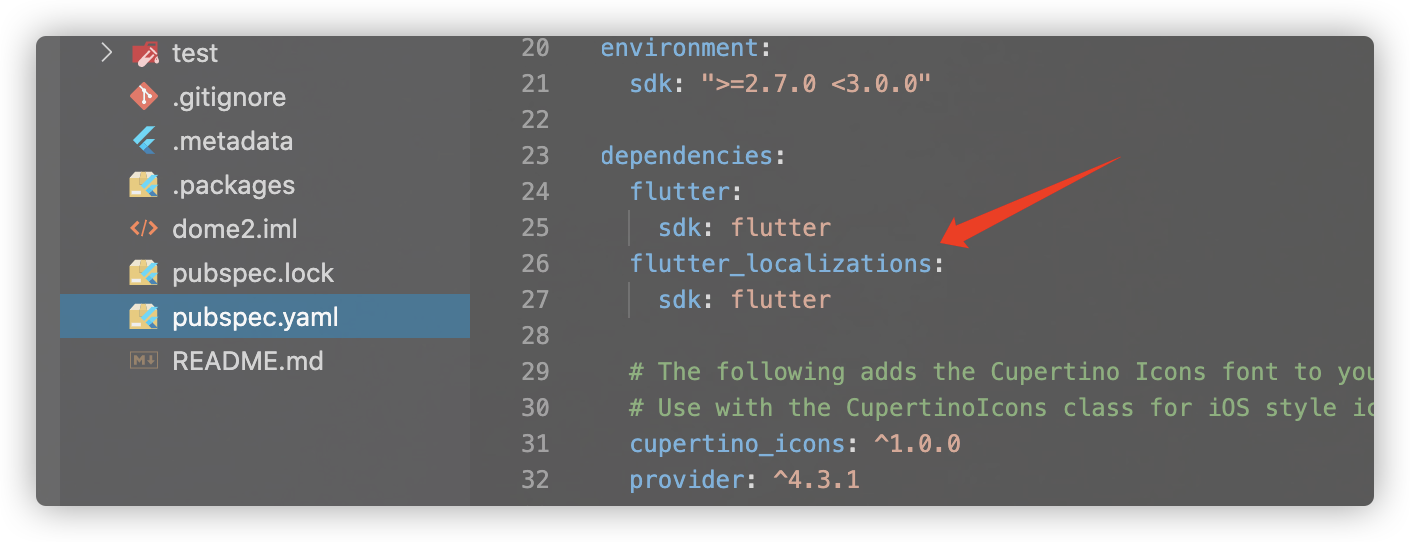 test
.gitignore
.metadata
.packages
dome2.iml
pubspec.lock
pubspec.yaml
README.md
20 environment:
21 sdk: ">=2.7.0 <3.0.0"
22
23 dependencies:
24 flutter:
25 sdk: flutter
26 flutter_localizations:
27 sdk: flutter
28
29 # The following adds the Cupertino Icons font to you
30 # Use with the CupertinoIcons class for iOS style ic
31 cupertino_icons: ^1.0.0
32 provider: ^4.3.1